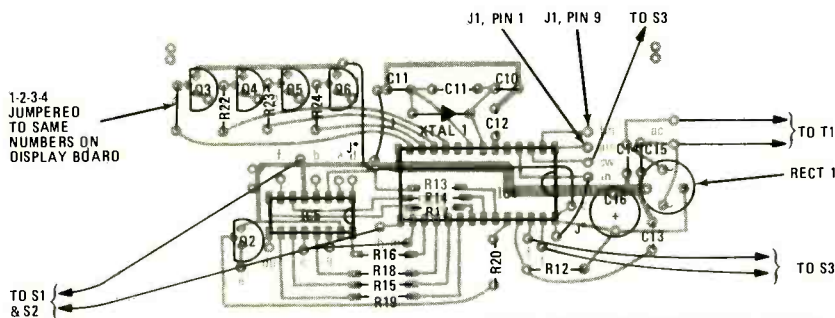 J1, PIN 1
J1, PIN 9
TO S3
1-2-3-4
JUMPERED
TO SAME
NUMBERS ON
DISPLAY BOARD
Q3
Q4
Q5
Q6
R22
R23
R24
C11
C11
C10
XTAL 1
C12
TO T1
C14
C15
RECT 1
J*
R13
R14
R17
C16
Q2
J
C13
R16
R18
R15
R19
R20
R12
TO S3
TO S1
& S2